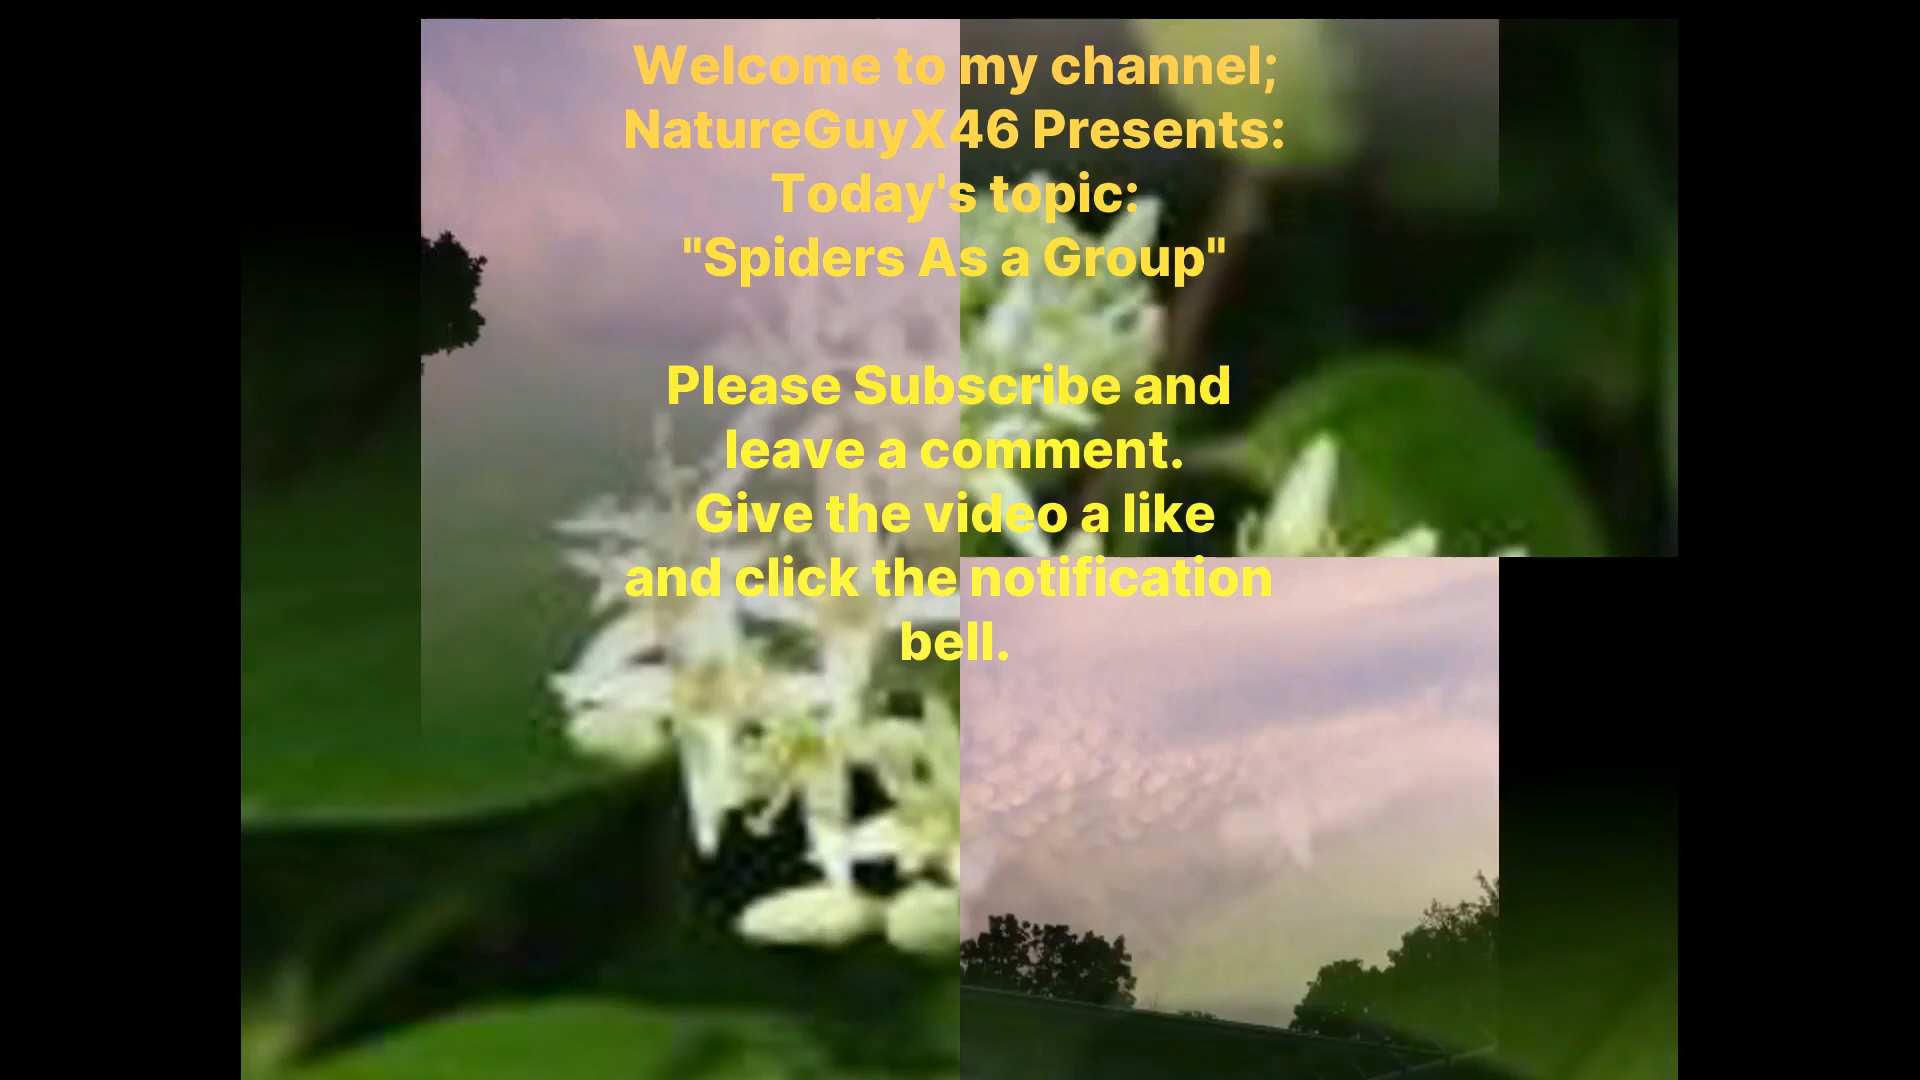 Welcome to my channel;
NatureGuyX46 Presents:
Today's topic:
"Spiders As a Group"
Please Subscribe and
leave a comment.
Give the video a like
and click the notification
bell.